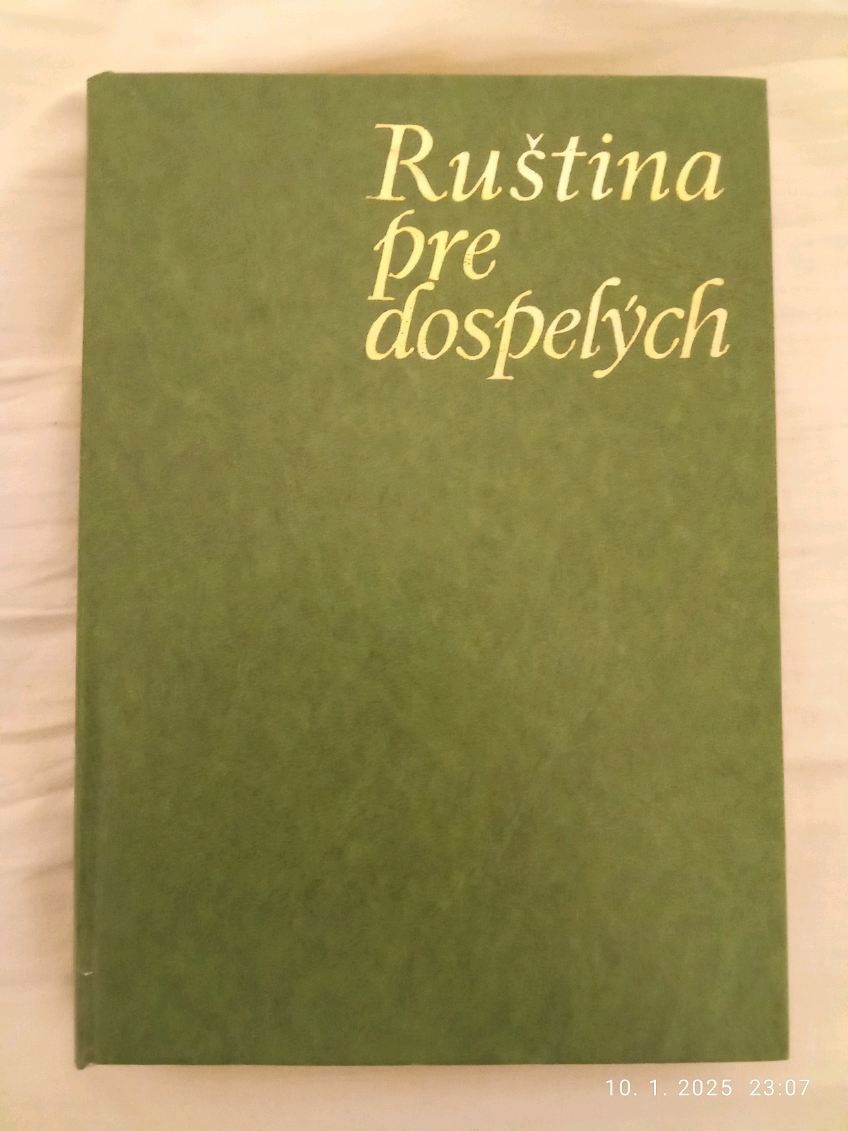 Ruština
pre
dospelých
10. 1. 2025 23:07